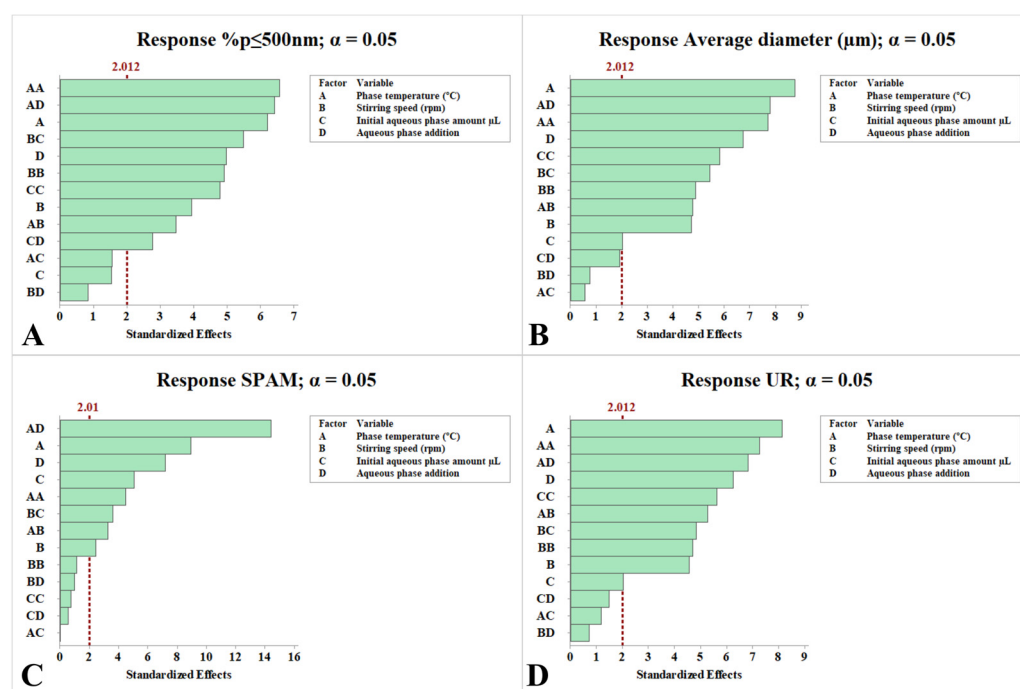 Response %p≤500nm; α = 0.05
2.012
AA
AD
A
BC
D
BB
CC
B
AB
CD
AC
C
BD
0 1 2 3 4 5 6 7
Standardized Effects
Factor Variable
A Phase temperature (°C)
B Stirring speed (rpm)
C Initial aqueous phase amount µL
D Aqueous phase addition
A
Response Average diameter (µm); α = 0.05
2.012
A
AD
AA
D
CC
BC
BB
AB
B
C
CD
BD
AC
0 1 2 3 4 5 6 7 8 9
Standardized Effects
Factor Variable
A Phase temperature (°C)
B Stirring speed (rpm)
C Initial aqueous phase amount µL
D Aqueous phase addition
B
Response SPAM; α = 0.05
2.01
AD
A
D
C
AA
BC
AB
B
BB
BD
CC
CD
AC
0 2 4 6 8 10 12 14 16
Standardized Effects
Factor Variable
A Phase temperature (°C)
B Stirring speed (rpm)
C Initial aqueous phase amount µL
D Aqueous phase addition
C
Response UR; α = 0.05
2.012
A
AA
AD
D
CC
AB
BC
BB
B
C
CD
AC
BD
0 1 2 3 4 5 6 7 8 9
Standardized Effects
Factor Variable
A Phase temperature (°C)
B Stirring speed (rpm)
C Initial aqueous phase amount µL
D Aqueous phase addition
D